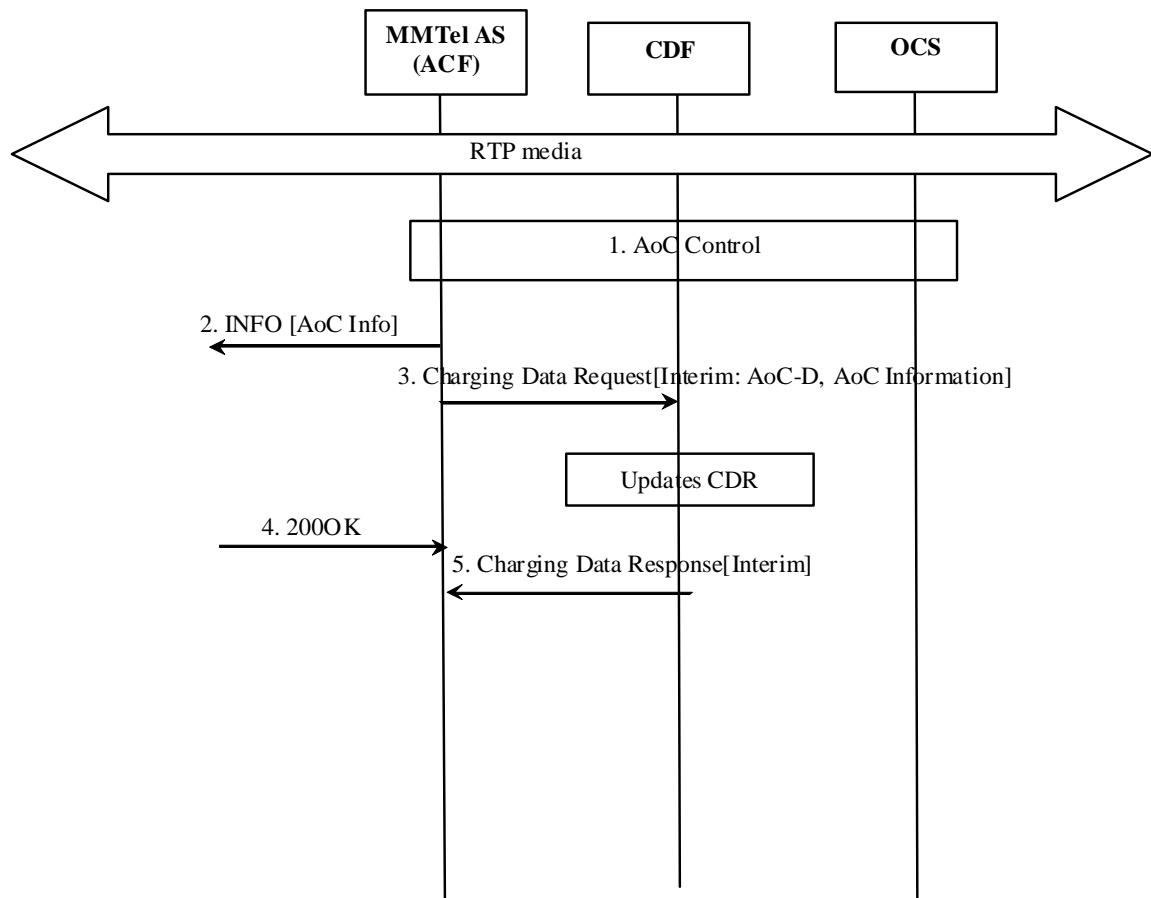 MMTel AS
(ACF)
CDF
OCS
RTP media
1. AoC Control
2. INFO [AoC Info]
3. Charging Data Request[Interim: AoC-D, AoC Information]
Updates CDR
4. 200OK
5. Charging Data Response[Interim]